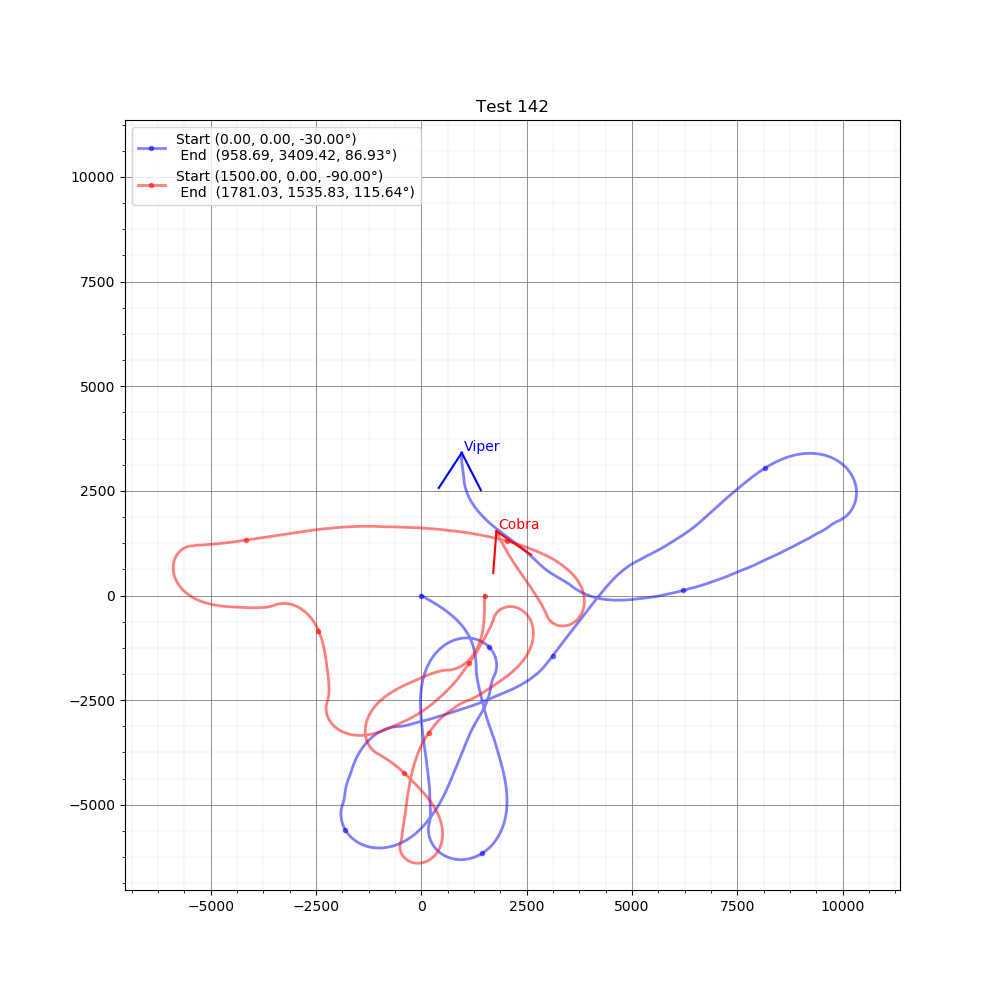 Test 142
Start (0.00, 0.00, -30.00°)
End (958.69, 3409.42, 86.93°)
Start (1500.00, 0.00, -90.00°)
End (1781.03, 1535.83, 115.64°)
10000
7500
5000
2500
0
−2500
−5000
Viper
Cobra
−5000 −2500 0 2500 5000 7500 10000